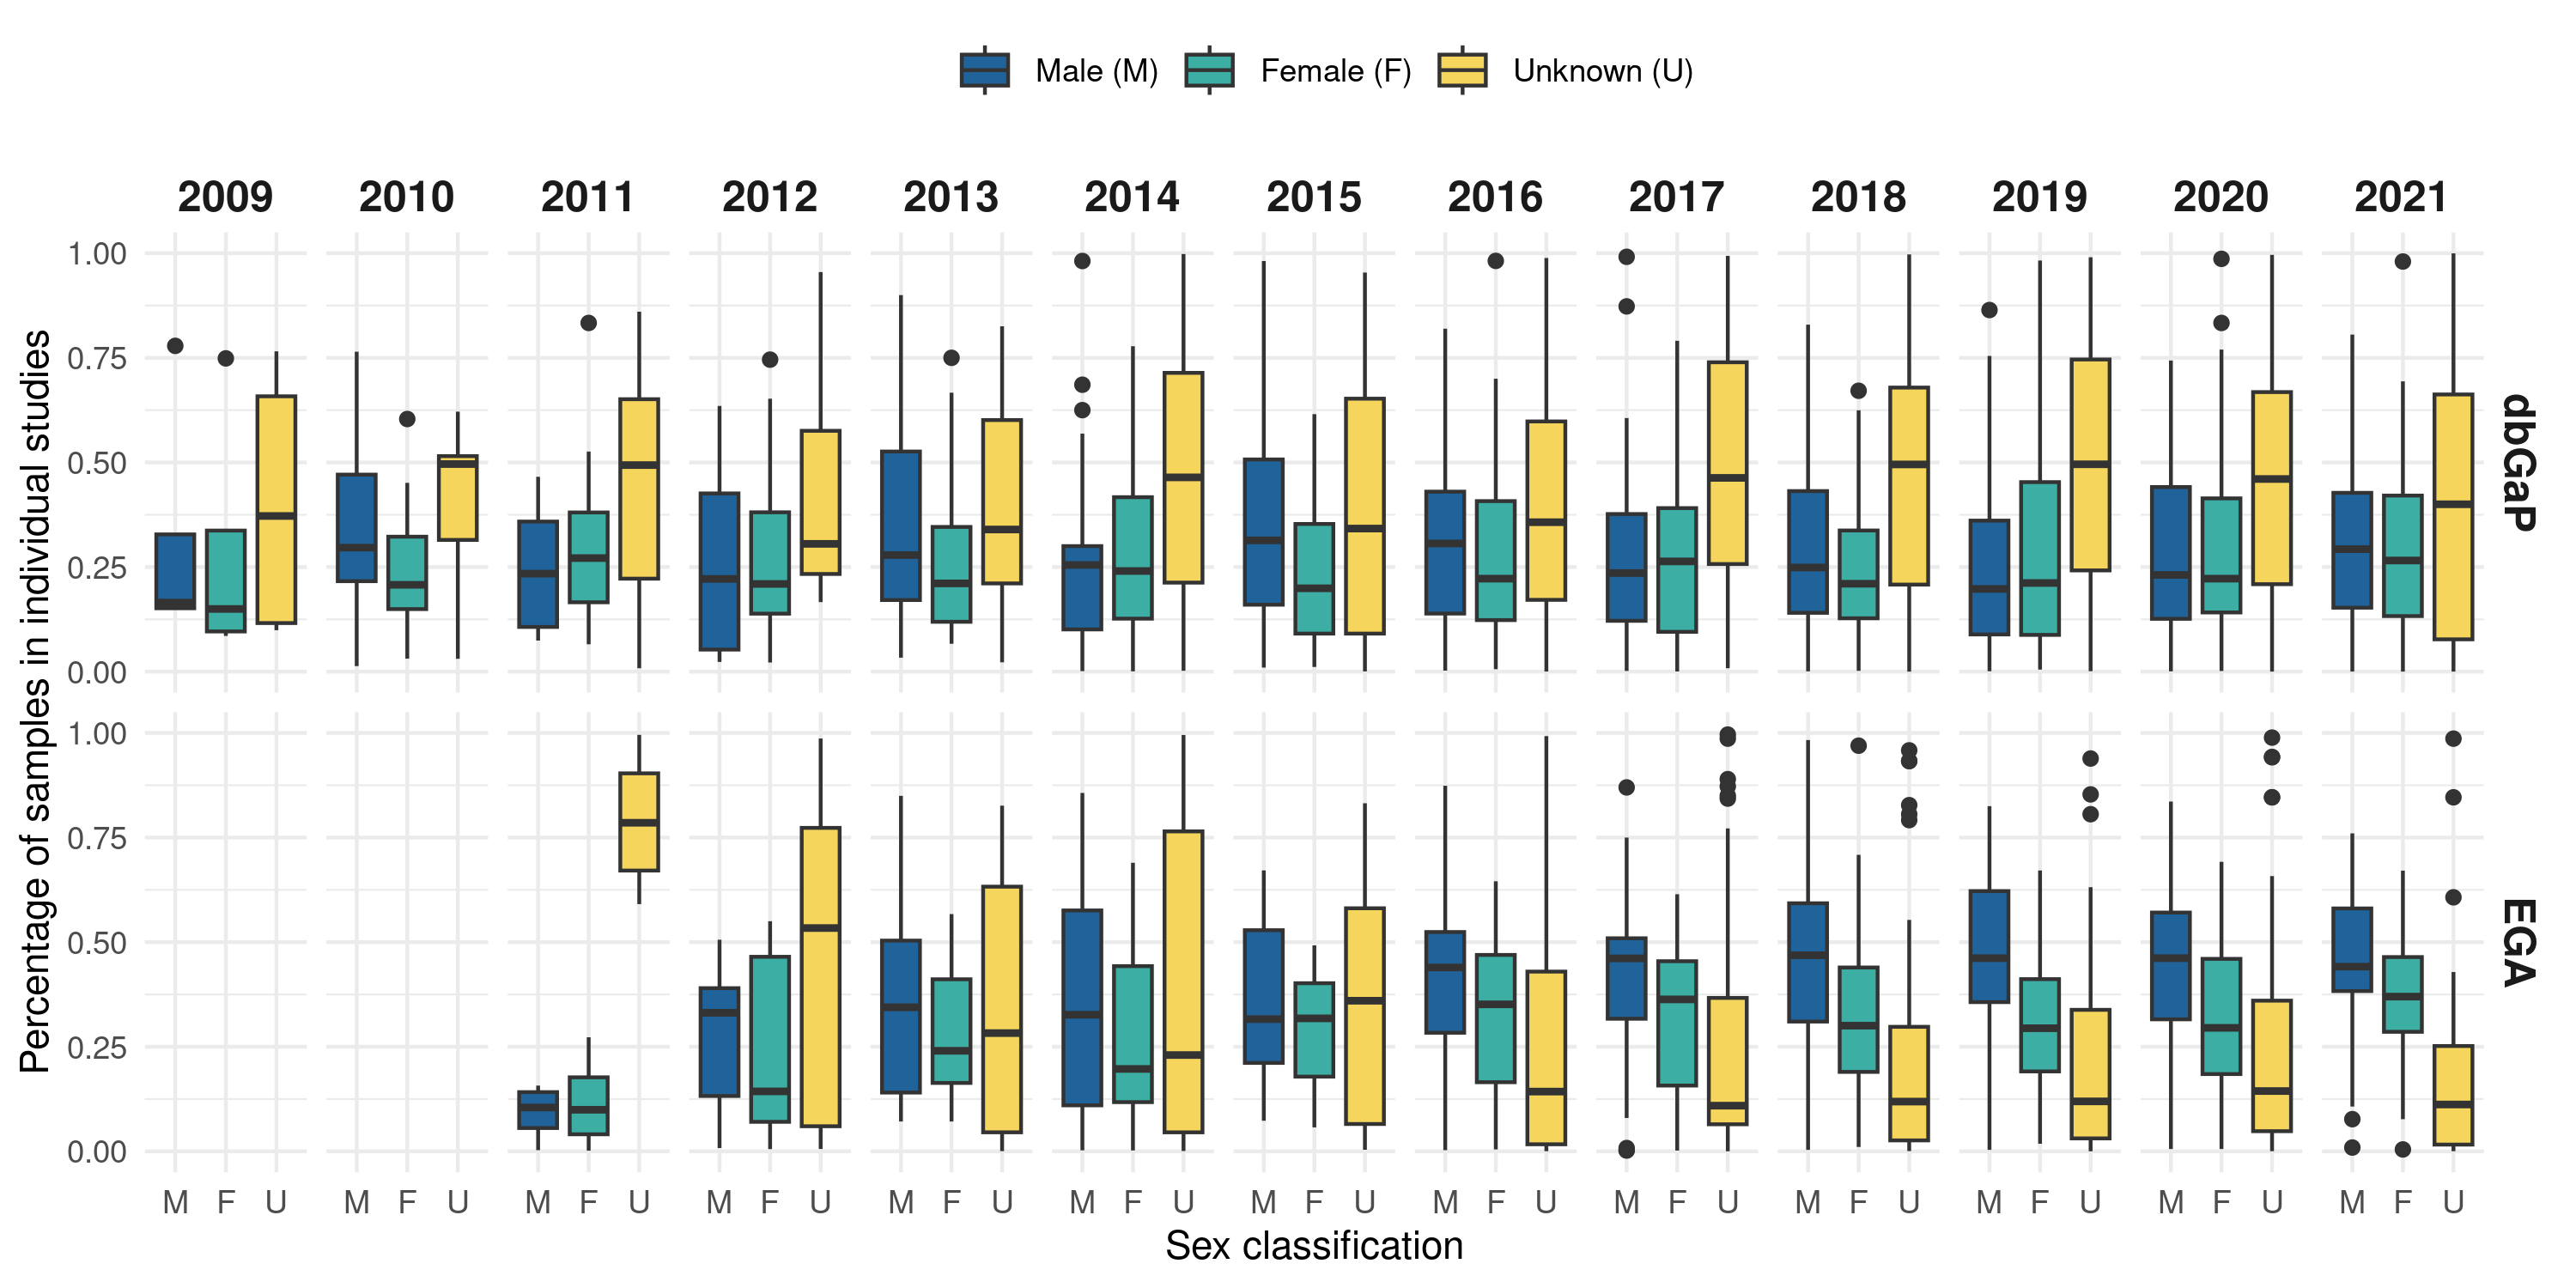 Male (M) Female (F) Unknown (U)
2009 2010 2011 2012 2013 2014 2015 2016 2017 2018 2019 2020 2021
Percentage of samples in individual studies
1.00
0.75
0.50
0.25
0.00
dbGaP
1.00
0.75
0.50
0.25
0.00
EGA
M F U M F U M F U M F U M F U M F U M F U M F U M F U M F U M F U M F U M F U
Sex classification